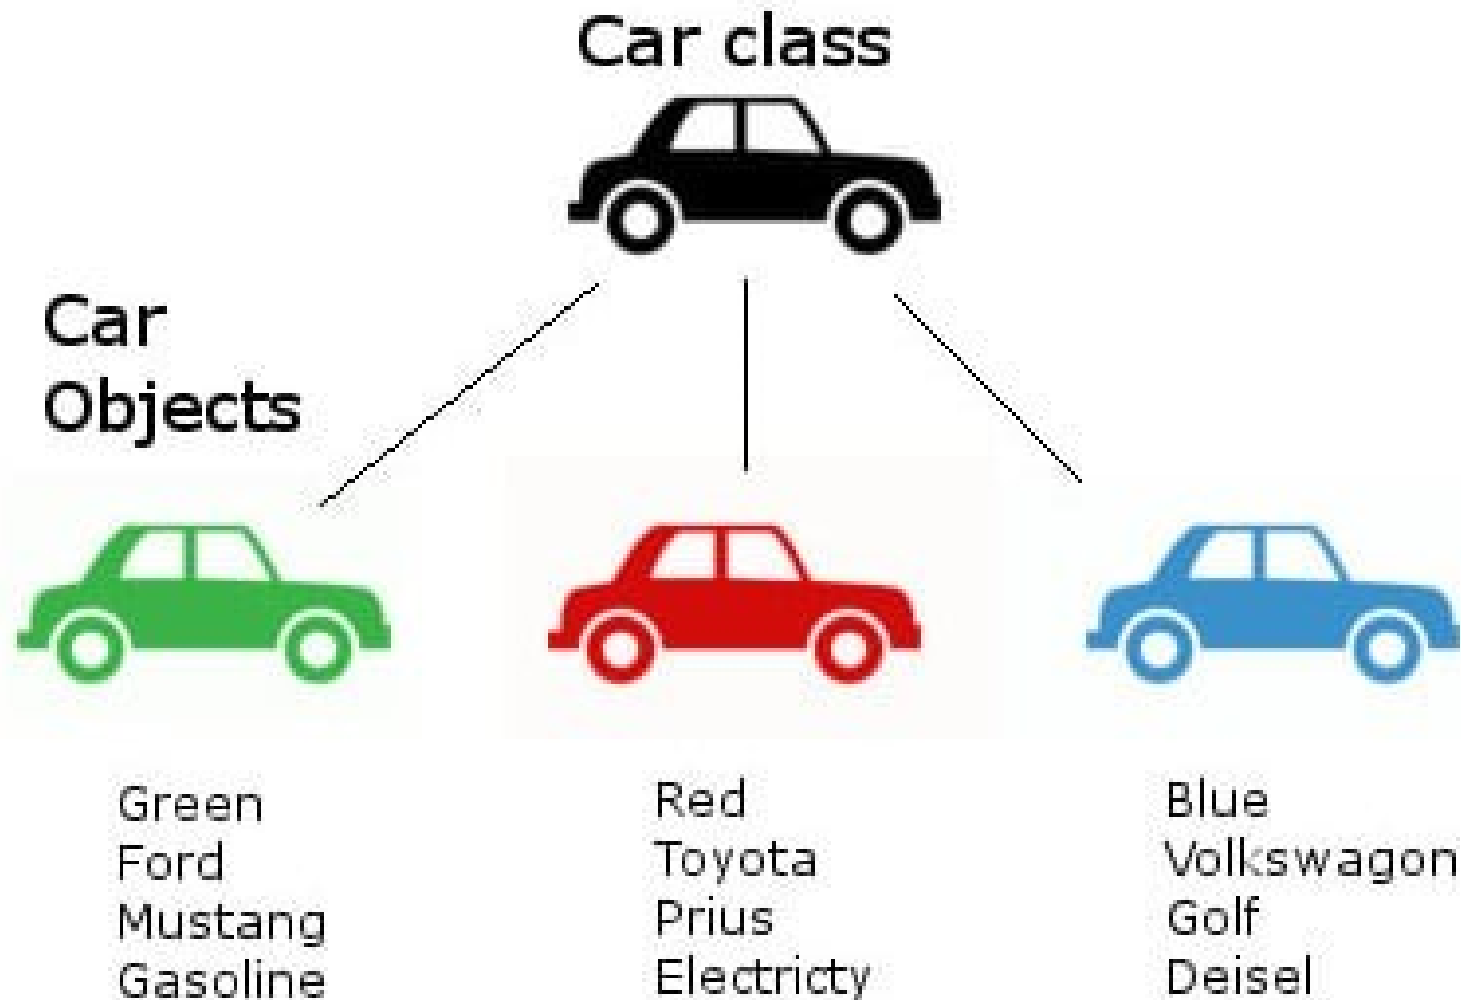 Car class
Car
Objects
Green
Ford
Mustang
Gasoline
Red
Toyota
Prius
Electricty
Blue
Volkswagon
Golf
Deisel